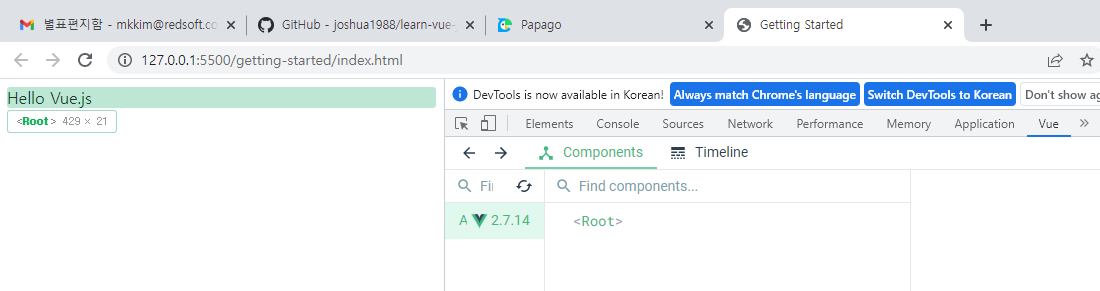 별표편지함 - mkkim@redsoft.co
GitHub - joshua1988/learn-vue-
Papago
Getting Started
127.0.0.1:5500/getting-started/index.html
Hello Vue.js
<Root> 429 × 21
DevTools is now available in Korean! Always match Chrome's language Switch DevTools to Korean Don't show ag
Elements Console Sources Network Performance Memory Application Vue »
Components Timeline
Fi Find components...
A 2.7.14 <Root>